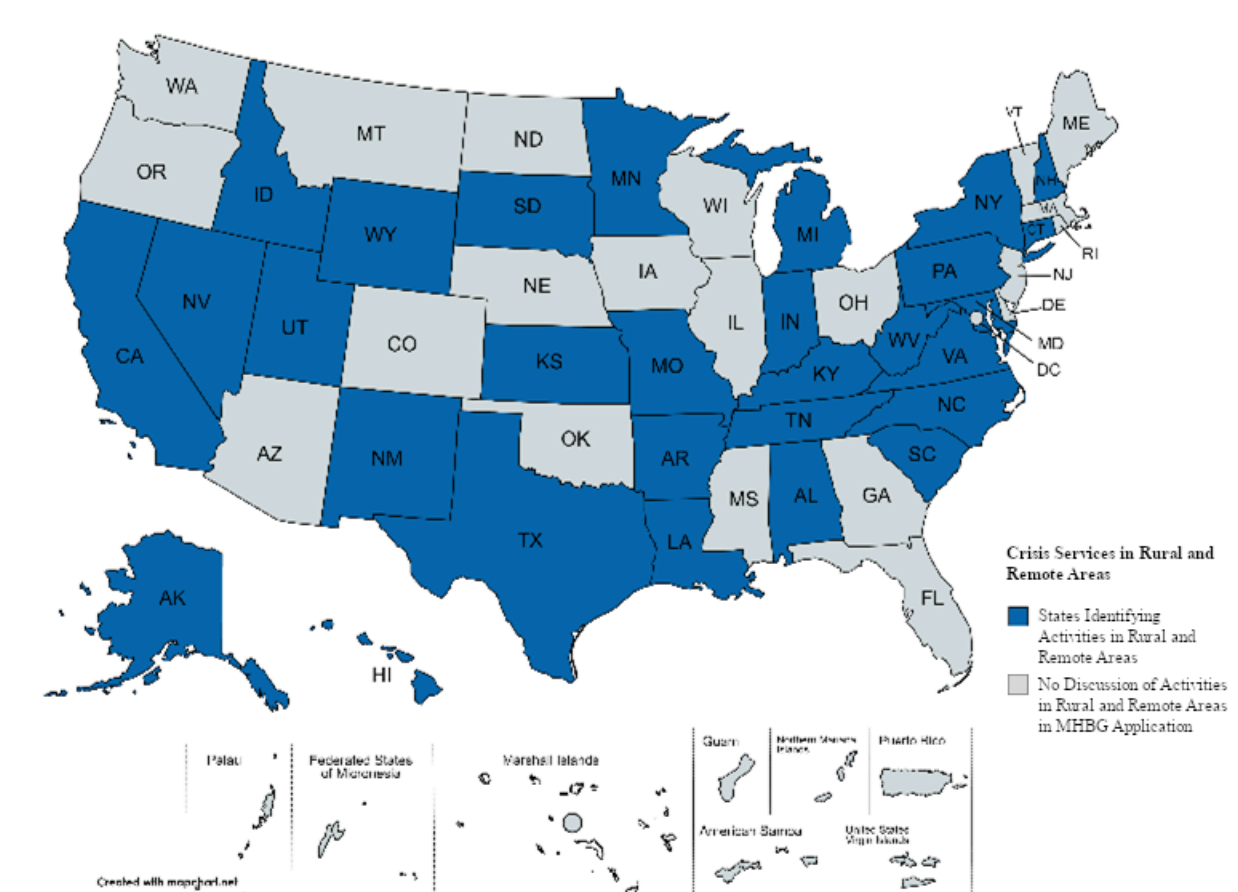 WA
MT
ND
MN
VT
ME
OR
ID
SD
WI
NH
WY
MI
NY
MA
CT
RI
IA
PA
NJ
NE
NV
UT
IL
IN
OH
DE
CO
MD
CA
KS
MO
WV
VA
DC
KY
NC
TN
OK
AZ
NM
AR
SC
MS
AL
GA
TX
LA
Crisis Services in Rural and
Remote Areas
AK
FL
States Identifying
Activities in Rural and
Remote Areas
HI
No Discussion of Activities
in Rural and Remote Areas
in MHBG Application
Palau
Federated States
of Micronesia
Marshall Islands
Guam
Northern Mariana
Islands
Puerto Rico
American Samoa
United States
Virgin Islands
Created with mapchart.net